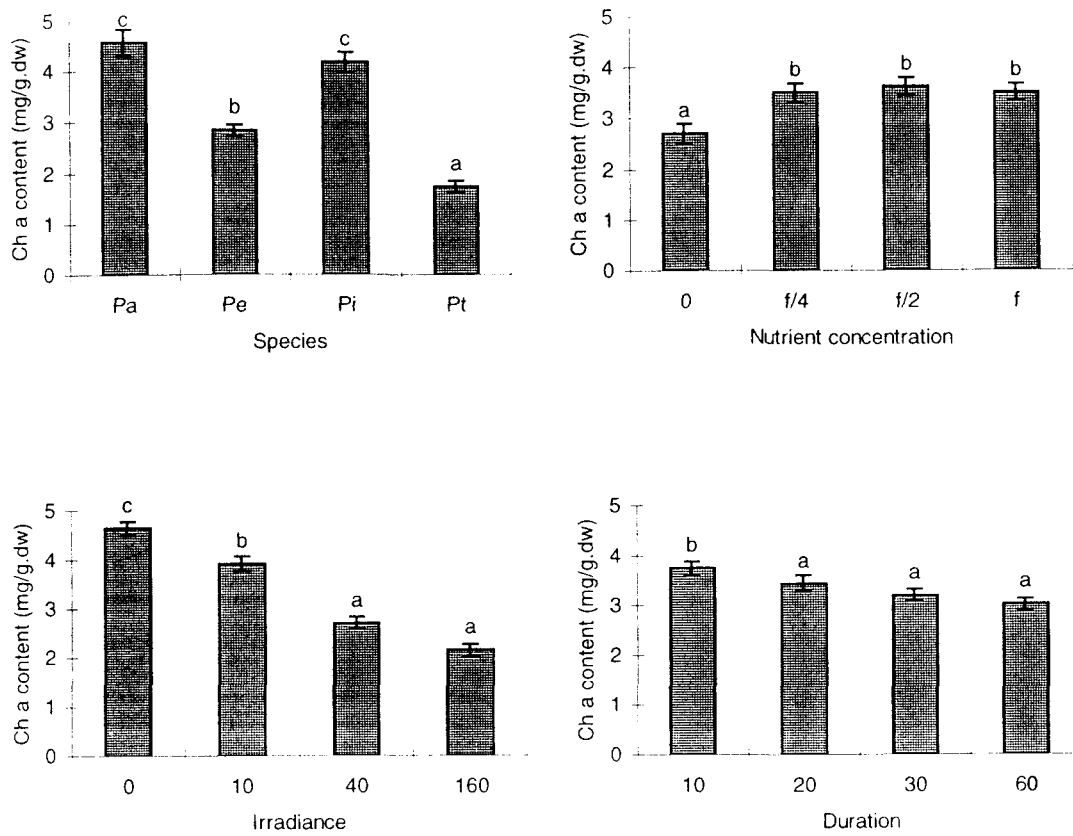 Ch a content (mg/g.dw)
5
4
3
2
1
0
c
b
c
a
Pa Pe Pi Pt
Species
Ch a content (mg/g.dw)
5
4
3
2
1
0
a
b
b
b
0 f/4 f/2 f
Nutrient concentration
Ch a content (mg/g.dw)
5
4
3
2
1
0
c
b
a
a
0 10 40 160
Irradiance
Ch a content (mg/g.dw)
5
4
3
2
1
0
b
a
a
a
10 20 30 60
Duration